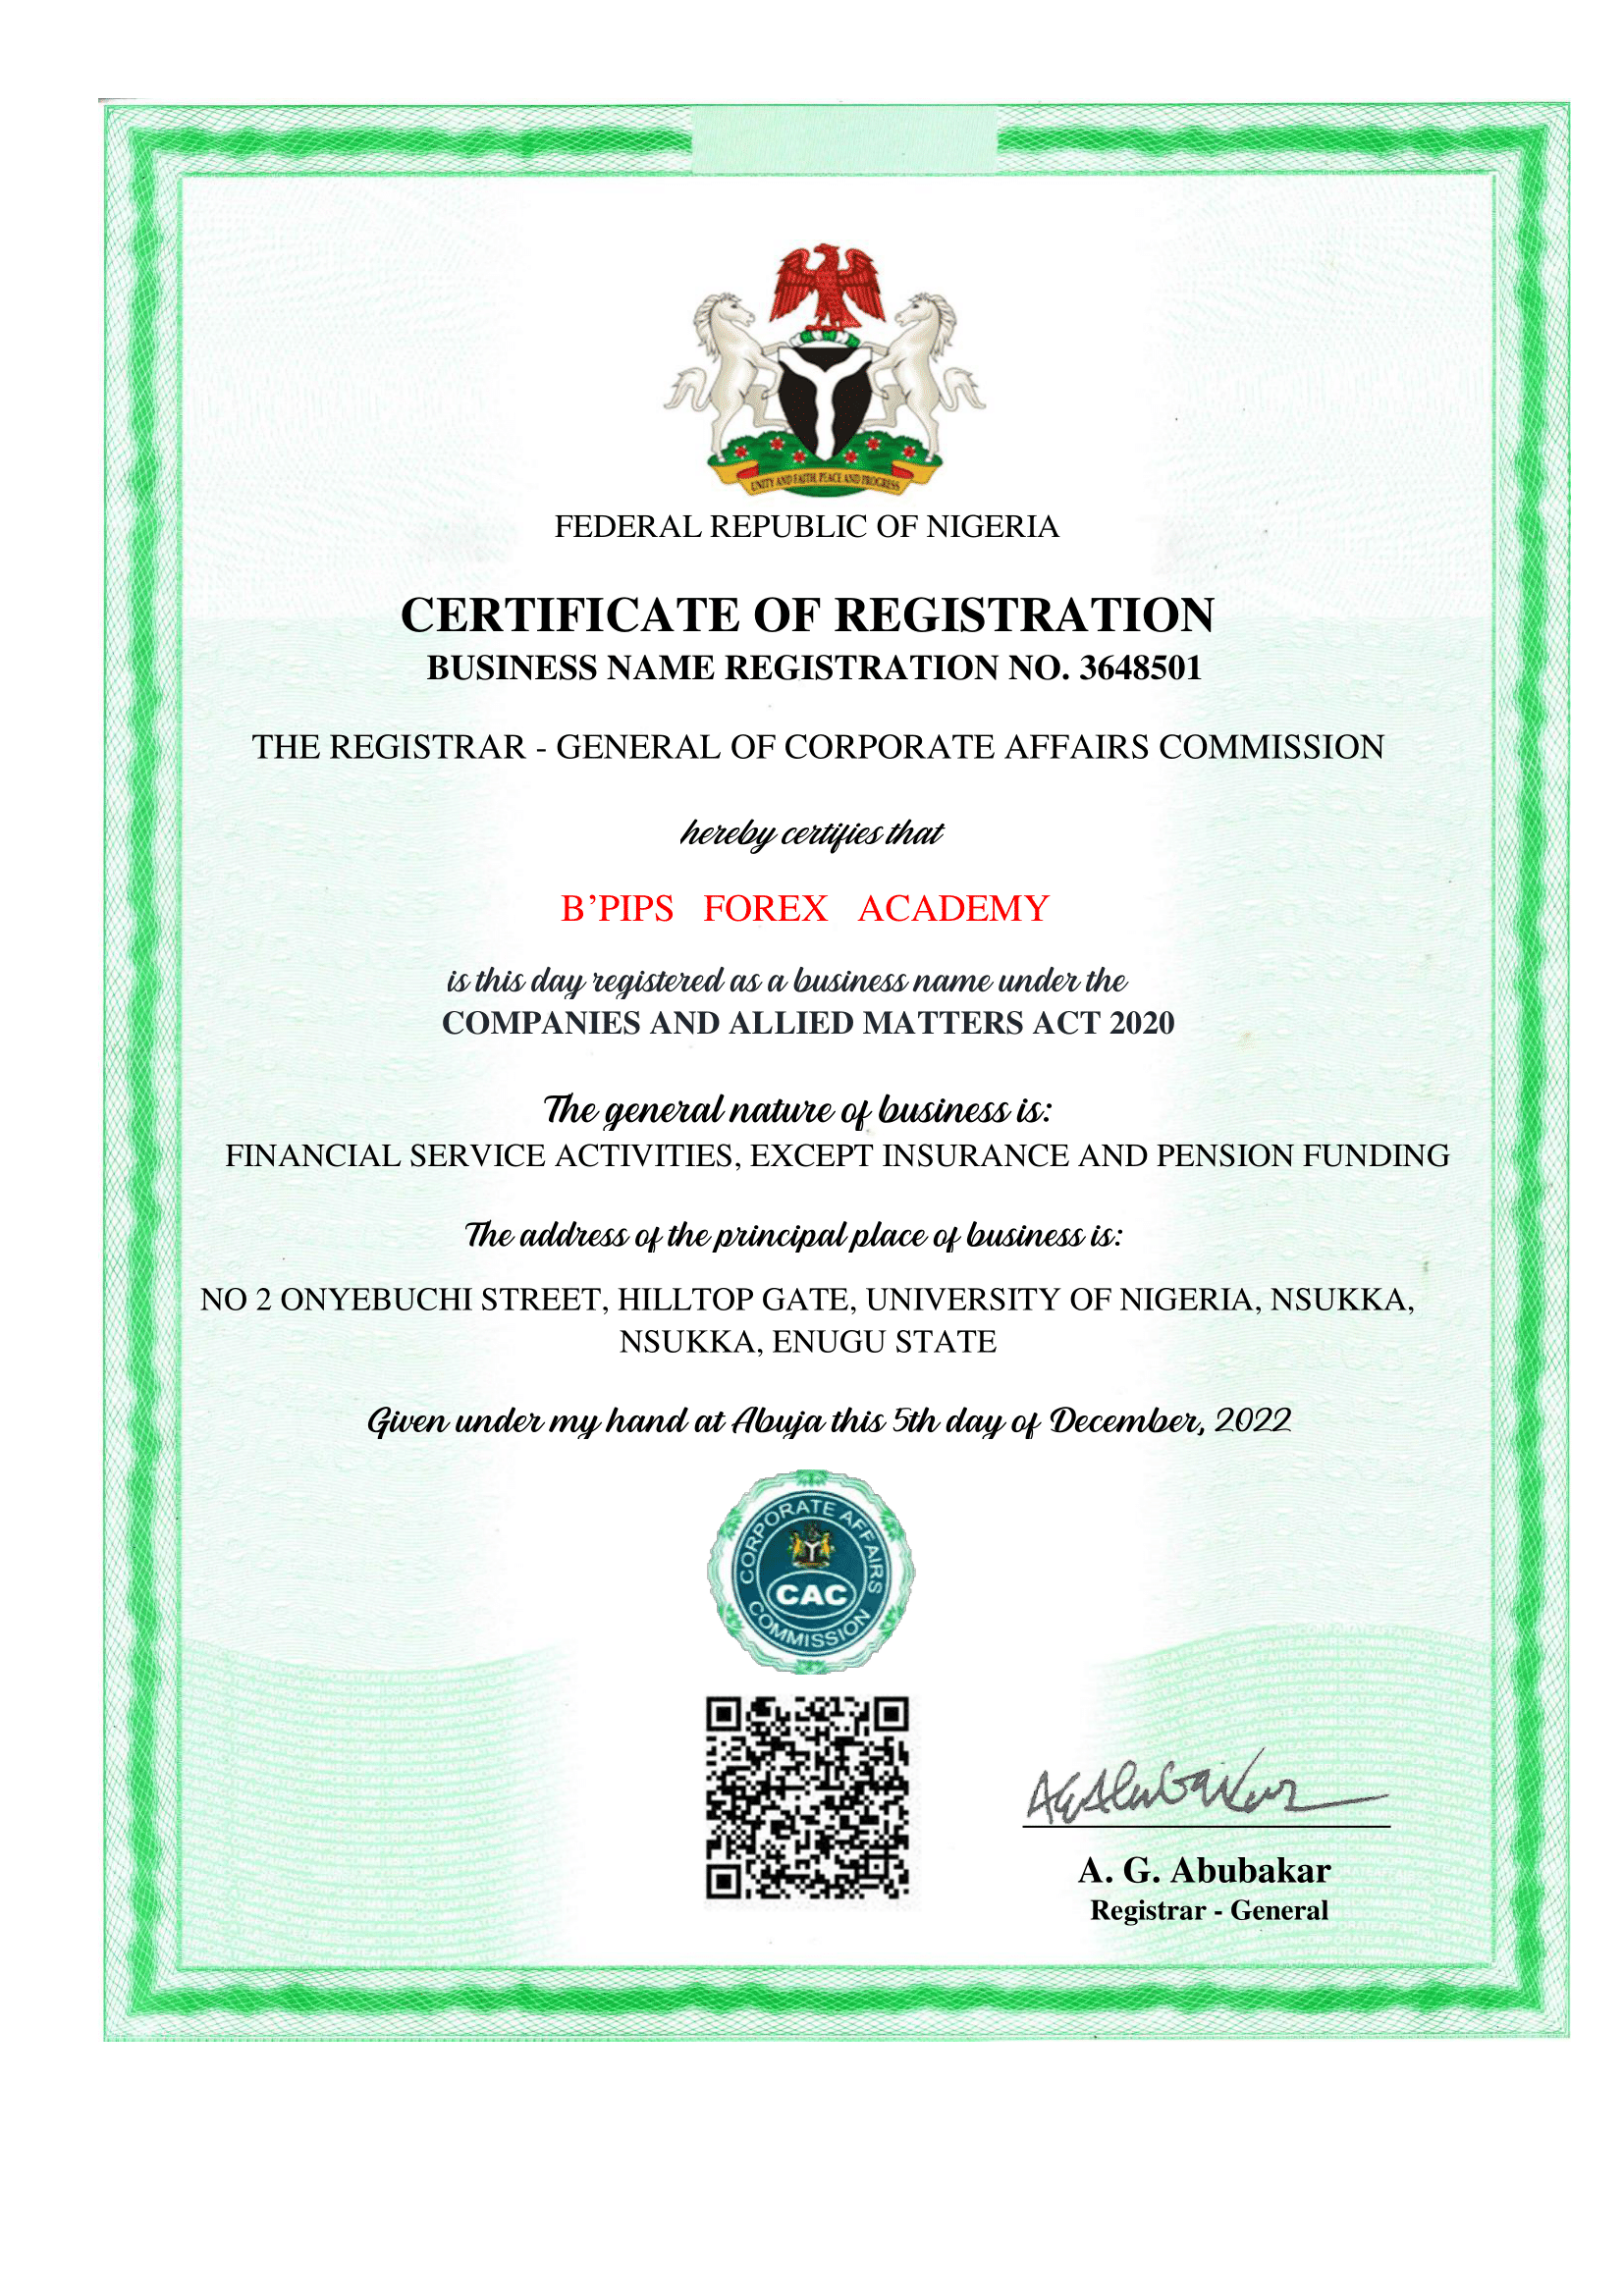 UNITY AND FAITH, PEACE AND PROGRESS
FEDERAL REPUBLIC OF NIGERIA
CERTIFICATE OF REGISTRATION
BUSINESS NAME REGISTRATION NO. 3648501
THE REGISTRAR - GENERAL OF CORPORATE AFFAIRS COMMISSION
hereby certifies that
B’PIPS FOREX ACADEMY
is this day registered as a business name under the
COMPANIES AND ALLIED MATTERS ACT 2020
The general nature of business is:
FINANCIAL SERVICE ACTIVITIES, EXCEPT INSURANCE AND PENSION FUNDING
The address of the principal place of business is:
NO 2 ONYEBUCHI STREET, HILLTOP GATE, UNIVERSITY OF NIGERIA, NSUKKA,
NSUKKA, ENUGU STATE
Given under my hand at Abuja this 5th day of December, 2022
CORPORATE AFFAIRS
CAC
COMMISSION
A. G. Abubakar
Registrar - General